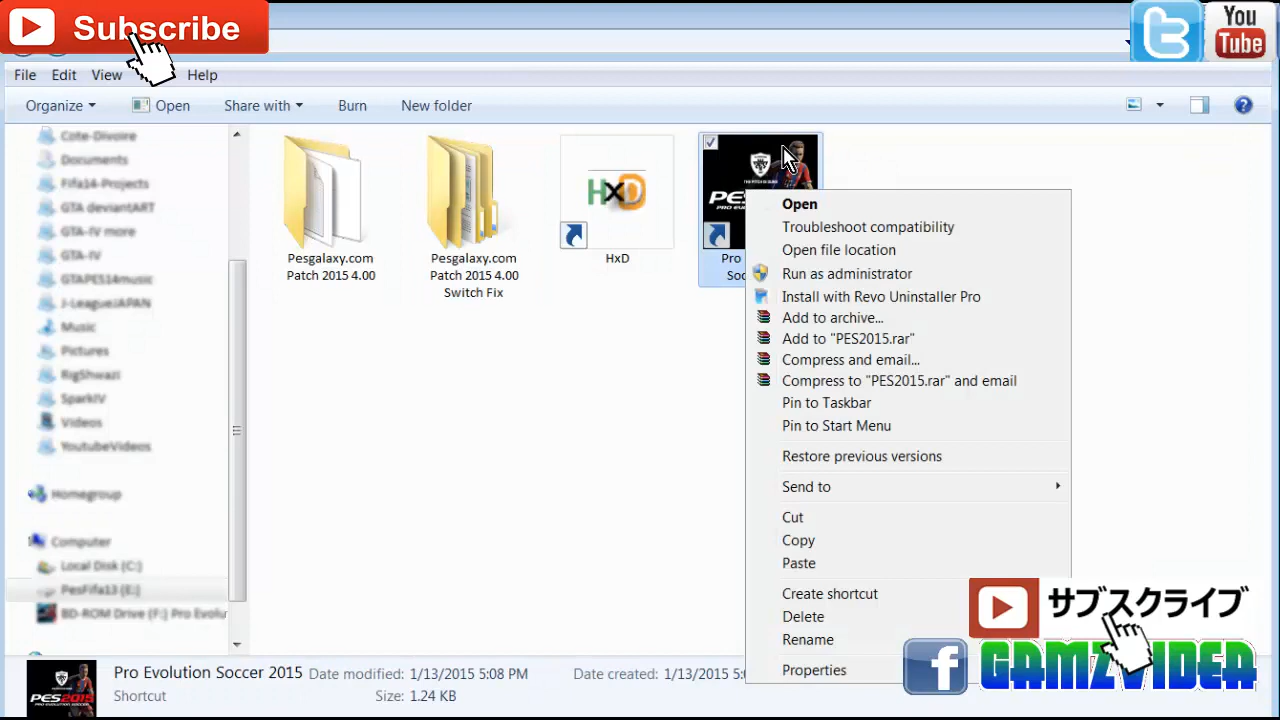 Subscribe
You
Tube
File Edit View Help
Organize Open Share with Burn New folder
Cote-Divoire
Documents
Fifa14-Projects
GTA deviantART
GTA-IV more
GTA-IV
GTAPES14music
J-LeagueJAPAN
Music
Pictures
RigShwazi
SparkIV
Videos
YoutubeVideos
Homegroup
Computer
Local Disk (C:)
PesFifa13 (E:)
BD-ROM Drive (F:) Pro Evolu
Pesgalaxy.com
Patch 2015 4.00
Pesgalaxy.com
Patch 2015 4.00
Switch Fix
HxD
HxD
Pro
Soc
Open
Troubleshoot compatibility
Open file location
Run as administrator
Install with Revo Uninstaller Pro
Add to archive...
Add to "PES2015.rar"
Compress and email...
Compress to "PES2015.rar" and email
Pin to Taskbar
Pin to Start Menu
Restore previous versions
Send to
Cut
Copy
Paste
Create shortcut
Delete
Rename
Properties
サブスクライブ
GAMZVIDEA
PES2015
Pro Evolution Soccer 2015 Date modified: 1/13/2015 5:08 PM Date created: 1/13/2015 5:0
Shortcut Size: 1.24 KB